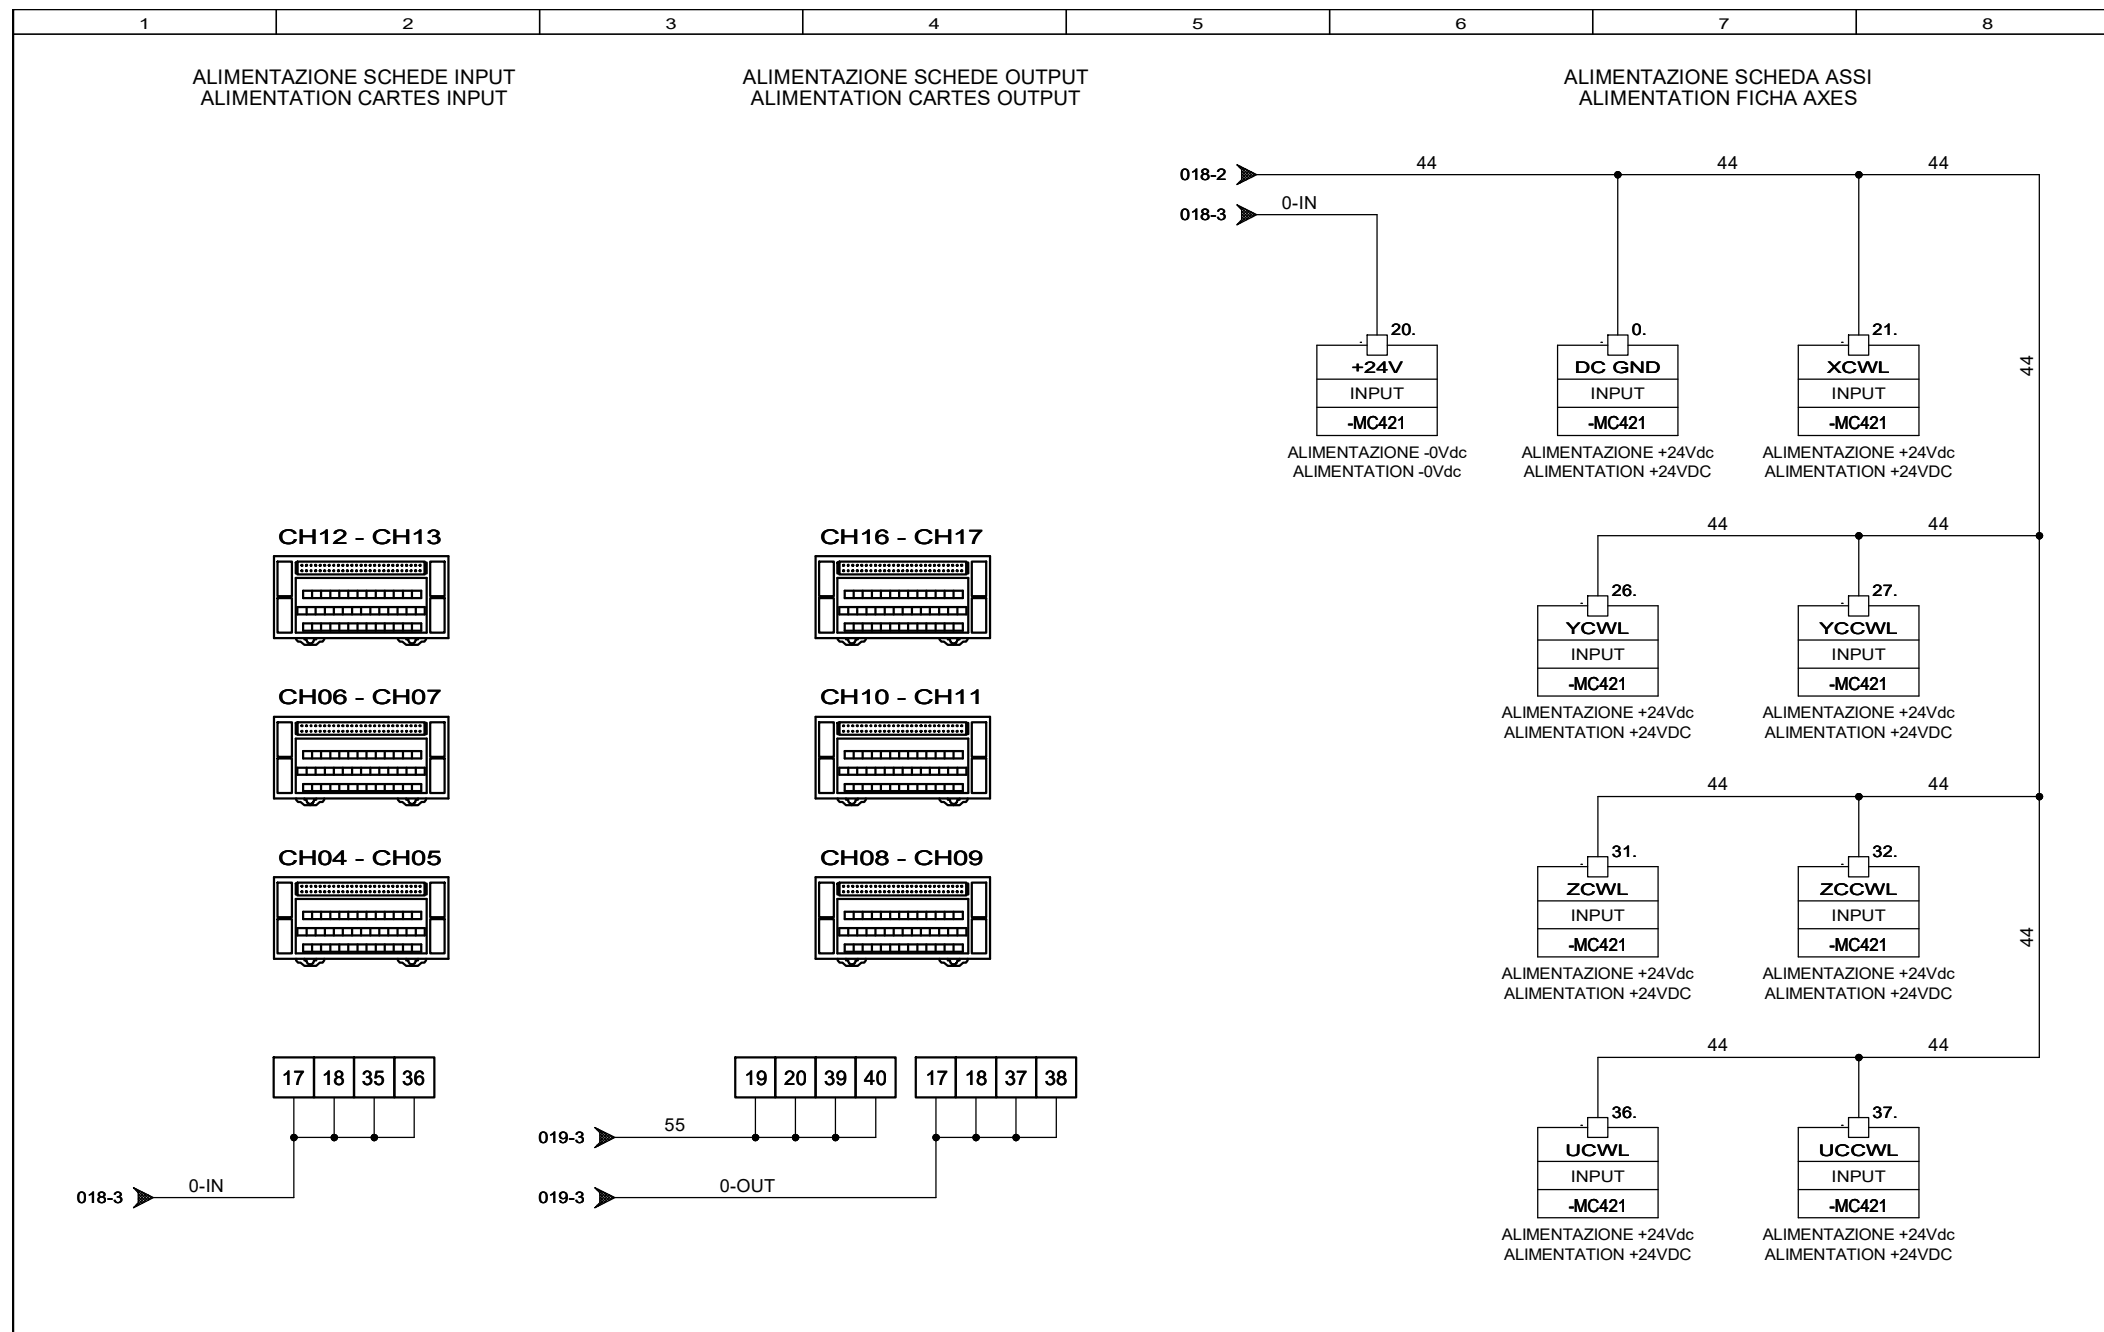 1 2 3 4 5 6 7 8
ALIMENTAZIONE SCHEDE INPUT
ALIMENTATION CARTES INPUT
ALIMENTAZIONE SCHEDE OUTPUT
ALIMENTATION CARTES OUTPUT
ALIMENTAZIONE SCHEDA ASSI
ALIMENTATION FICHA AXES
018-2 44 44 44
018-3 0-IN
20.
+24V
INPUT
-MC421
ALIMENTAZIONE -0Vdc
ALIMENTATION -0Vdc
0.
DC GND
INPUT
-MC421
ALIMENTAZIONE +24Vdc
ALIMENTATION +24VDC
21.
XCWL
INPUT
-MC421
ALIMENTAZIONE +24Vdc
ALIMENTATION +24VDC
44
CH12 - CH13
CH16 - CH17
44 44
26.
YCWL
INPUT
-MC421
ALIMENTAZIONE +24Vdc
ALIMENTATION +24VDC
27.
YCCWL
INPUT
-MC421
ALIMENTAZIONE +24Vdc
ALIMENTATION +24VDC
CH06 - CH07
CH10 - CH11
44 44
31.
ZCWL
INPUT
-MC421
ALIMENTAZIONE +24Vdc
ALIMENTATION +24VDC
32.
ZCCWL
INPUT
-MC421
ALIMENTAZIONE +24Vdc
ALIMENTATION +24VDC
44
CH04 - CH05
CH08 - CH09
44 44
36.
UCWL
INPUT
-MC421
ALIMENTAZIONE +24Vdc
ALIMENTATION +24VDC
37.
UCCWL
INPUT
-MC421
ALIMENTAZIONE +24Vdc
ALIMENTATION +24VDC
17 18 35 36
018-3 0-IN
19 20 39 40
17 18 37 38
019-3 55
019-3 0-OUT